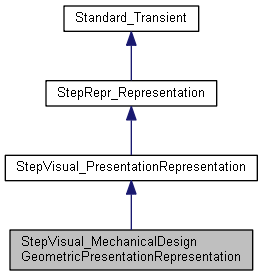 Standard_Transient
StepRepr_Representation
StepVisual_PresentationRepresentation
StepVisual_MechanicalDesign
GeometricPresentationRepresentation